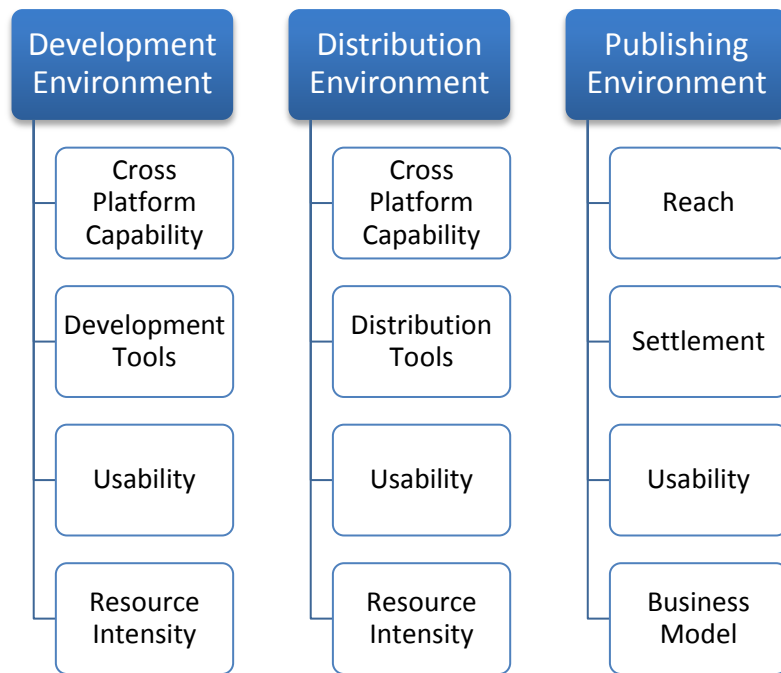 Development
Environment
Cross
Platform
Capability
Development
Tools
Usability
Resource
Intensity
Distribution
Environment
Cross
Platform
Capability
Distribution
Tools
Usability
Resource
Intensity
Publishing
Environment
Reach
Settlement
Usability
Business
Model